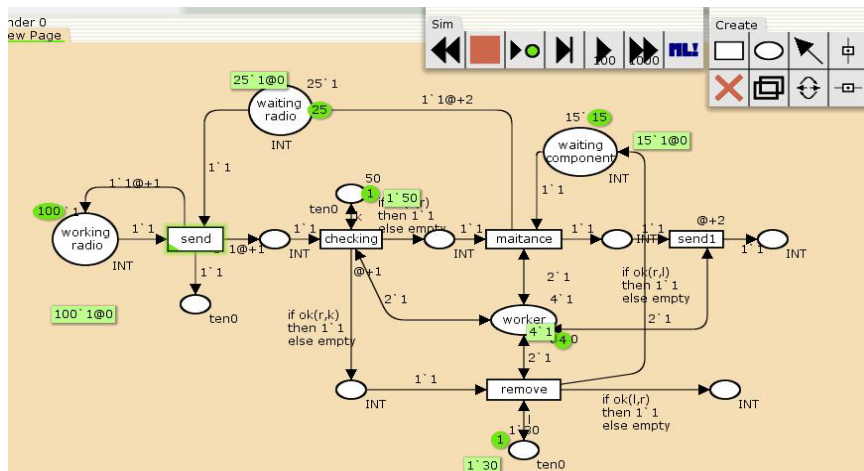 nder 0
ew Page
Sim
Create
100
1000
ML!
25`1@0
25`1
waiting
radio
25
INT
1`1@+2
15`
15
waiting
component
INT
15`1@0
1`1@+1
1`1
50
1
1`50
ten0
then 1`1
else empty
1`1
100
`1
working
radio
INT
1`1
send
1@+1
INT
1`1
checking
@+1
INT
1`1
maitance
1`1
INT
1`1
@+2
send1
1`1
INT
1`1
ten0
100`1@0
if ok(r,k)
then 1`1
else empty
2`1
2`1
4`1
worker
4`1
4
0
2`1
if ok(r,l)
then 1`1
else empty
2`1
INT
1`1
remove
if ok(l,r)
then 1`1
else empty
INT
l
1`30
1
ten0
1`30